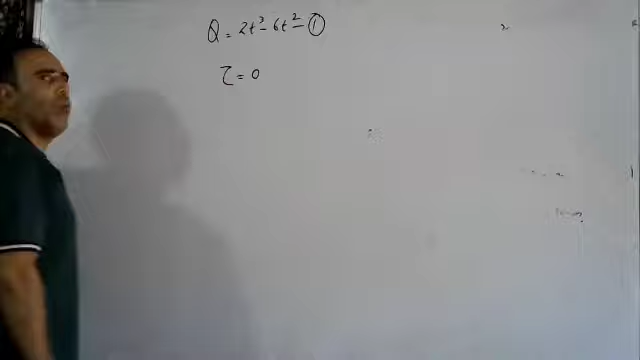 Q = 2t³ - 6t² - ①
τ = 0